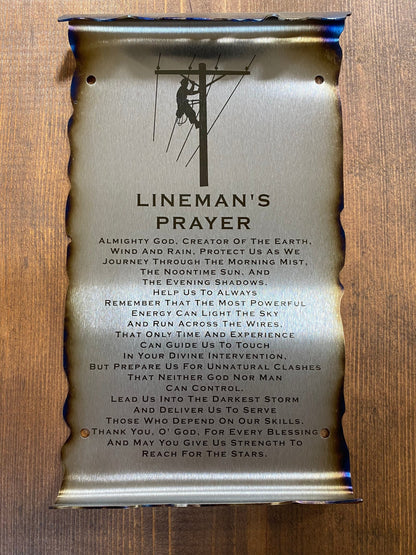 LINEMAN'S
PRAYER
ALMIGHTY GOD, CREATOR OF THE EARTH,
WIND AND RAIN, PROTECT US AS WE
JOURNEY THROUGH THE MORNING MIST,
THE NOONTIME SUN, AND
THE EVENING SHADOWS.
HELP US TO ALWAYS
REMEMBER THAT THE MOST POWERFUL
ENERGY CAN LIGHT THE SKY
AND RUN ACROSS THE WIRES,
THAT ONLY TIME AND EXPERIENCE
CAN GUIDE US TO TOUCH
IN YOUR DIVINE INTERVENTION,
BUT PREPARE US FOR UNNATURAL CLASHES
THAT NEITHER GOD NOR MAN
CAN CONTROL.
LEAD US INTO THE DARKEST STORM
AND DELIVER US TO SERVE
THOSE WHO DEPEND ON OUR SKILLS.
THANK YOU, O' GOD, FOR EVERY BLESSING
AND MAY YOU GIVE US STRENGTH TO
REACH FOR THE STARS.